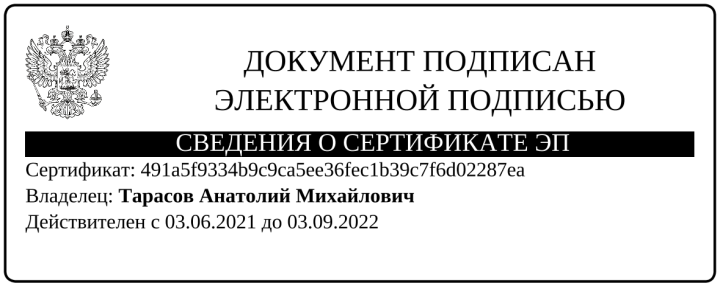 ДОКУМЕНТ ПОДПИСАН
ЭЛЕКТРОННОЙ ПОДПИСЬЮ
СВЕДЕНИЯ О СЕРТИФИКАТЕ ЭП
Сертификат: 491a5f9334b9c9ca5ee36fec1b39c7f6d02287ea
Владелец: Тарасов Анатолий Михайлович
Действителен с 03.06.2021 до 03.09.2022